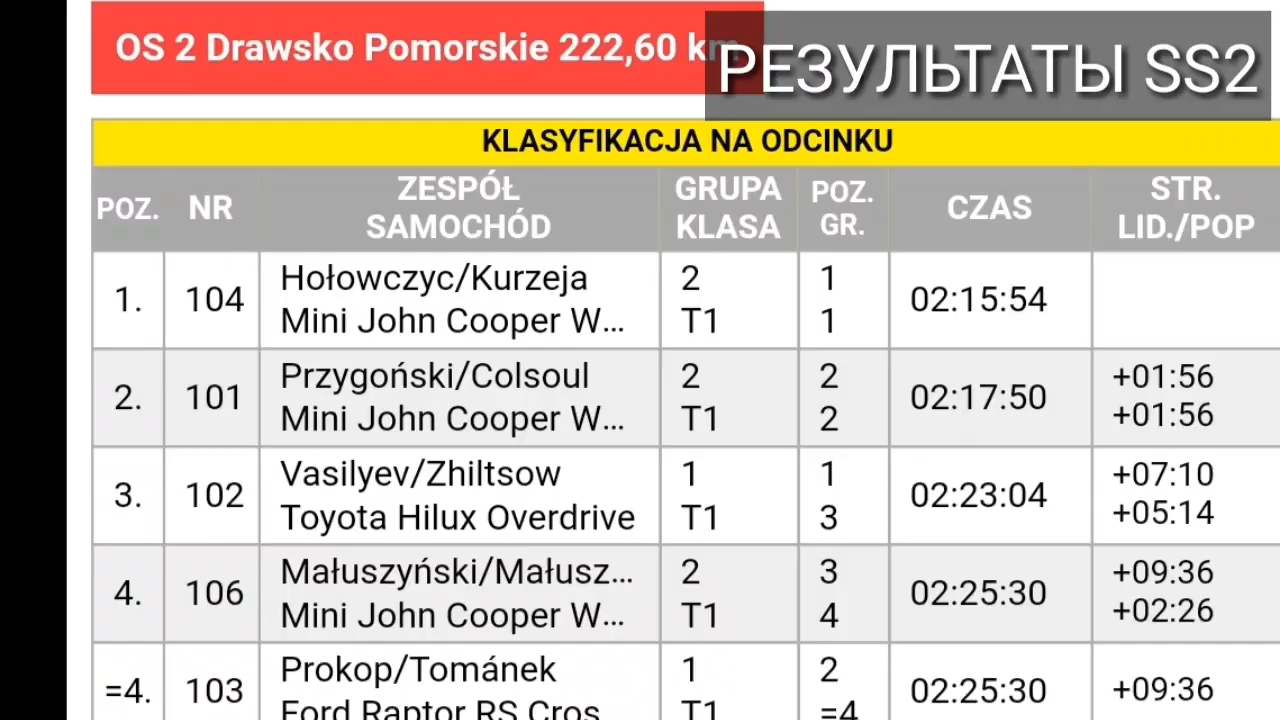 OS 2 Drawsko Pomorskie 222,60 km
РЕЗУЛЬТАТЫ SS2
KLASYFIKACJA NA ODCINKU
POZ. NR ZESPÓŁ SAMOCHÓD GRUPA KLASA POZ. GR. CZAS STR. LID./POP
1. 104 Hołowczyc/Kurzeja 2 1 02:15:54
Mini John Cooper W... T1 1
2. 101 Przygoński/Colsoul 2 2 02:17:50 +01:56
Mini John Cooper W... T1 2 +01:56
3. 102 Vasilyev/Zhiltsow 1 1 02:23:04 +07:10
Toyota Hilux Overdrive T1 3 +05:14
4. 106 Małuszyński/Małusz... 2 3 02:25:30 +09:36
Mini John Cooper W... T1 4 +02:26
=4. 103 Prokop/Tománek 1 2 02:25:30 +09:36
Ford Raptor RS Cros... T1 =4